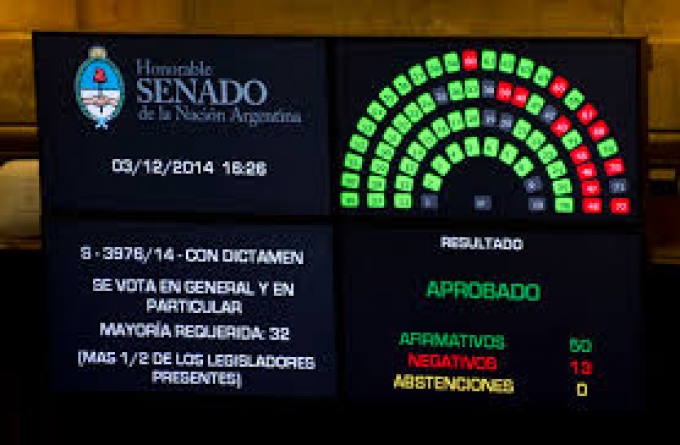 Honorable
SENADO
de la Nación Argentina
03/12/2014 16:26
S - 3976/14 - CON DICTAMEN
SE VOTA EN GENERAL Y EN
PARTICULAR
MAYORÍA REQUERIDA: 32
(MAS 1/2 DE LOS LEGISLADORES
PRESENTES)
RESULTADO
APROBADO
AFIRMATIVOS 50
NEGATIVOS 13
ABSTENCIONES 0